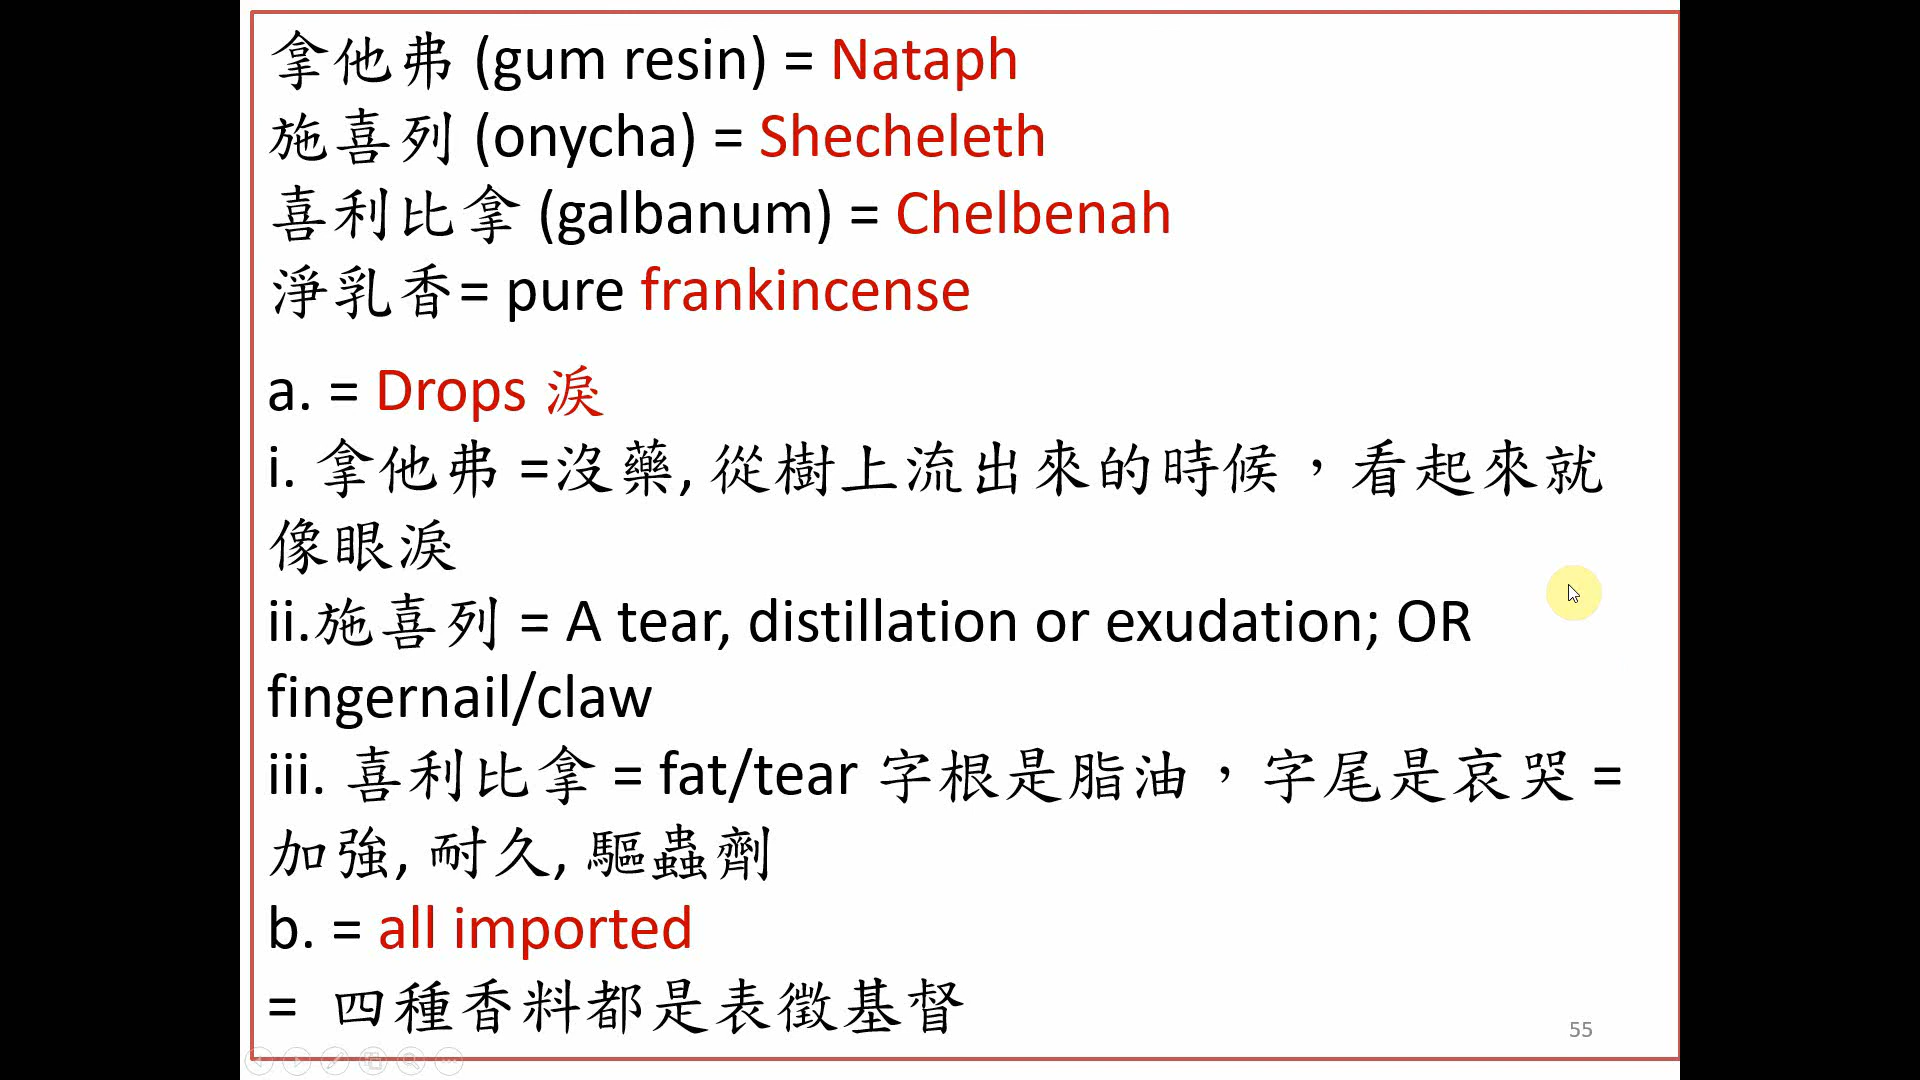 拿他弗 (gum resin) = Nataph
施喜列 (onycha) = Shecheleth
喜利比拿 (galbanum) = Chelbenah
淨乳香= pure frankincense
a. = Drops 淚
i. 拿他弗 =沒藥, 從樹上流出來的時候，看起來就
像眼淚
ii.施喜列 = A tear, distillation or exudation; OR
fingernail/claw
iii. 喜利比拿 = fat/tear 字根是脂油，字尾是哀哭 =
加強, 耐久, 驅蟲劑
b. = all imported
= 四種香料都是表徵基督
55